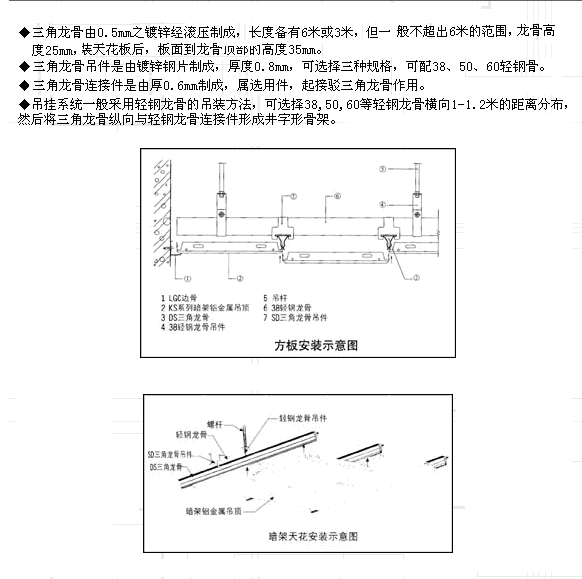 ◆三角龙骨由0.5mm之镀锌经滚压制成，长度备有6米或3米，但一 般不超出6米的范围，龙骨高
度25mm，装天花板后，板面到龙骨顶部的高度35mm。
◆三角龙骨吊件是由镀锌钢片制成，厚度0.8mm，可选择三种规格，可配38、50、60轻钢骨。
◆三角龙骨连接件是由厚0.6mm制成，属选用件，起接驳三角龙骨作用。
◆吊挂系统一般采用轻钢龙骨的吊装方法，可选择38,50,60等轻钢龙骨横向1-1.2米的距离分布，
然后将三角龙骨纵向与轻钢龙骨连接件形成井字形骨架。
⑤
④
⑦
⑥
①
②
③
1 LGC边骨
2 KS系列暗架铝金属吊顶
3 DS三角龙骨
4 38轻钢龙骨吊件
5 吊杆
6 38轻钢龙骨
7 SD三角龙骨吊件
方板安装示意图
轻钢龙骨吊件
螺杆
轻钢龙骨
SD三角龙骨吊件
DS三角龙骨
暗架铝金属吊顶
暗架天花安装示意图